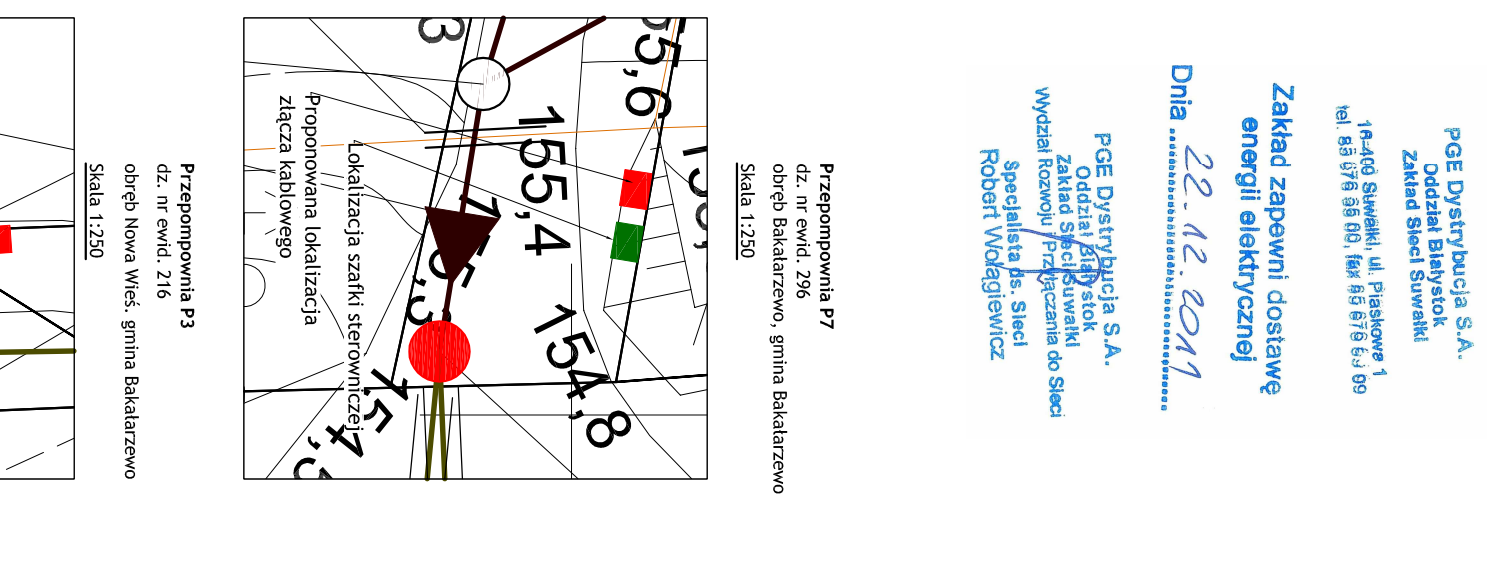 PGE Dystrybucja S.A.
Oddział Białystok
Zakład Sieci Suwałki
16-400 Suwałki, ul. Piaskowa 1
Zakład zapewni dostawę
energii elektrycznej
Dnia 22.12.2011
PGE Dystrybucja S.A.
Oddział Białystok
Zakład Sieci Suwałki
Wydział Rozwoju i Przyłączania do Sieci
Specjalista ds. Sieci
Robert Wołągiewicz
Przepompownia P7
dz. nr ewid. 296
obręb Bakałarzewo, gmina Bakałarzewo
Skala 1:250
55,6
155,4
154,8
Lokalizacja szafki sterowniczej
Proponowana lokalizacja
złącza kablowego
Przepompownia P3
dz. nr ewid. 216
obręb Nowa Wieś. gmina Bakałarzewo
Skala 1:250